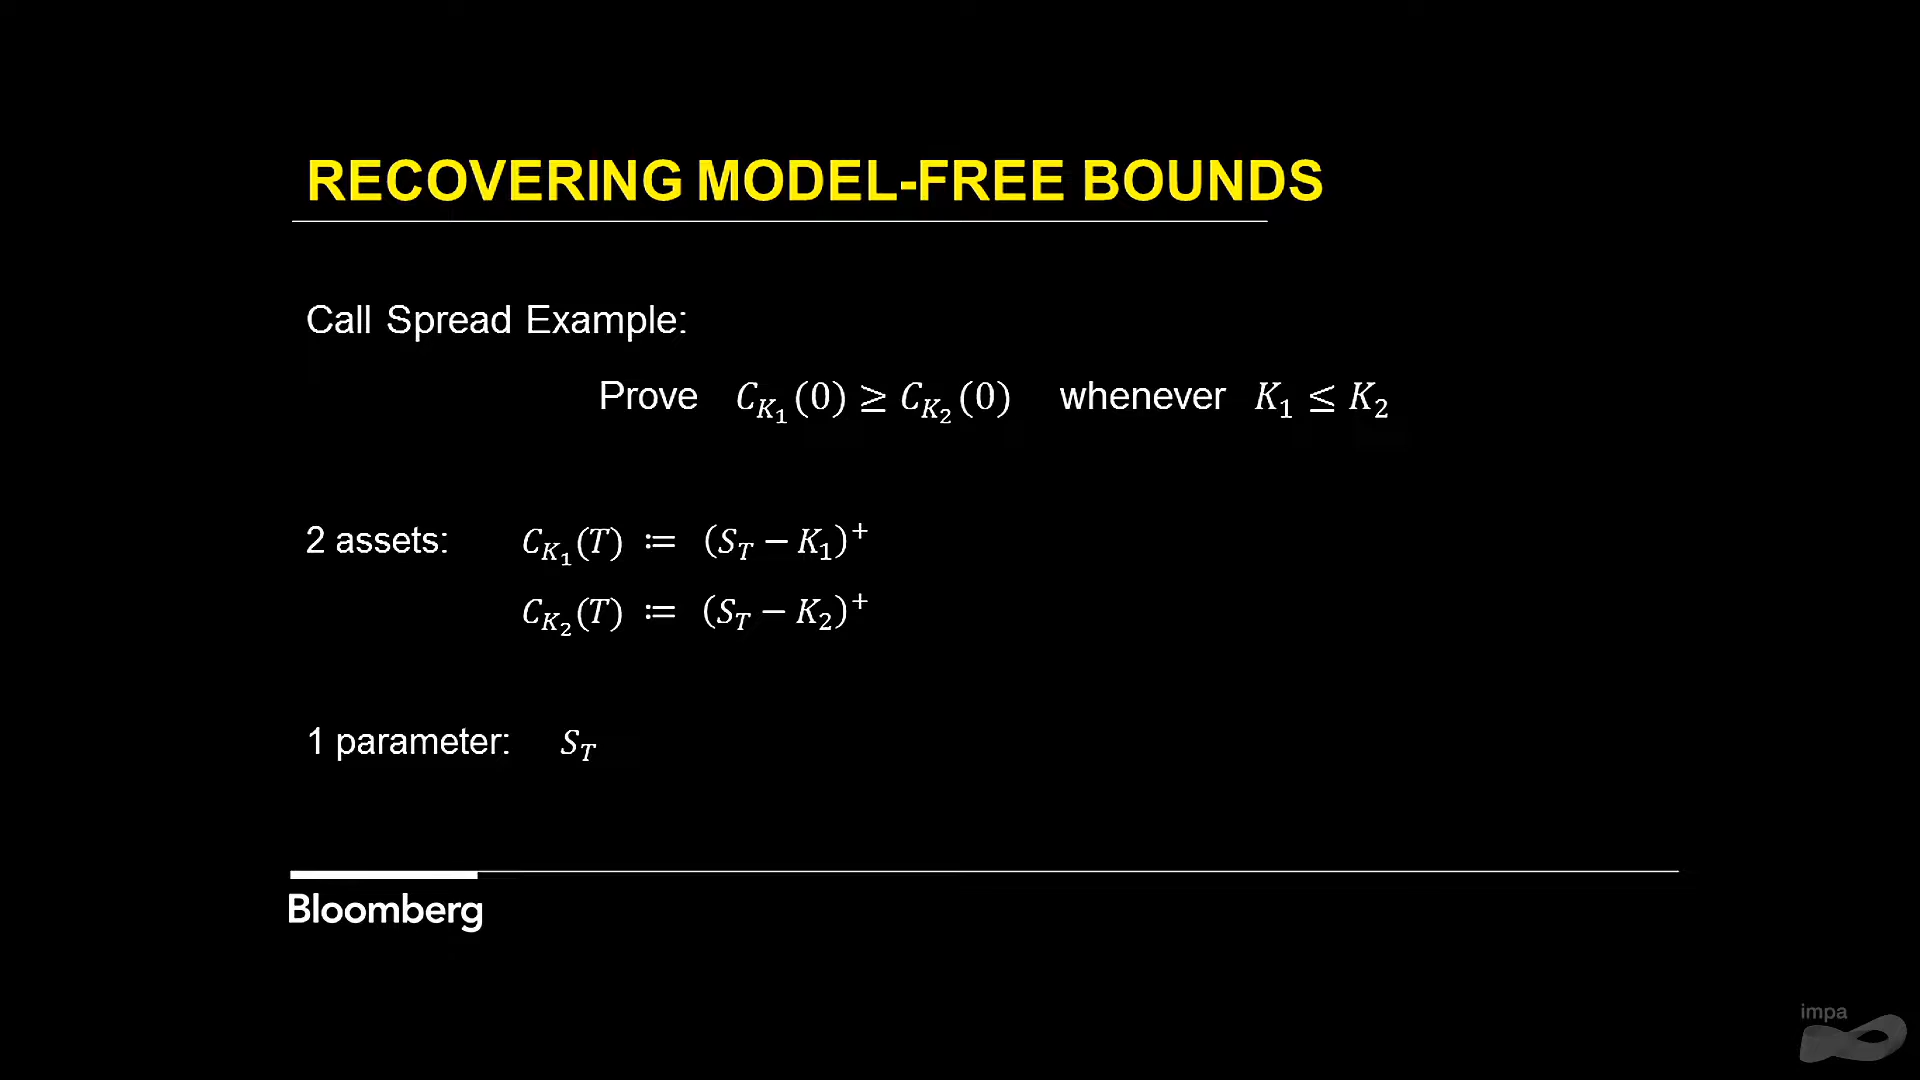 RECOVERING MODEL-FREE BOUNDS
Call Spread Example:
Prove C_{K_1}(0) ≥ C_{K_2}(0) whenever K_1 ≤ K_2
2 assets: C_{K_1}(T) ≔ (S_T − K_1)^+
C_{K_2}(T) ≔ (S_T − K_2)^+
1 parameter: S_T
Bloomberg
impa